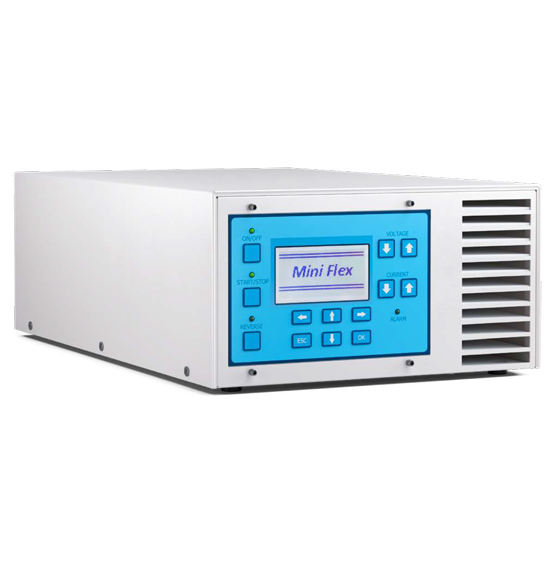 ON/OFF
VOLTAGE
Mini Flex
START/STOP
CURRENT
REVERSE
ALARM
ESC
OK